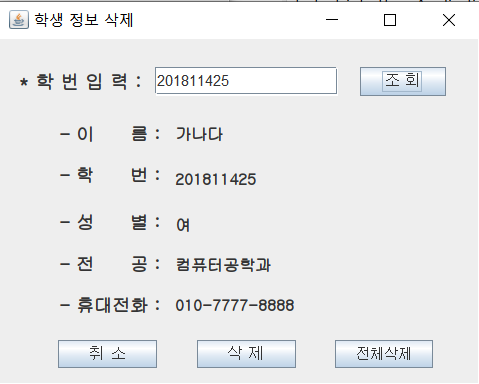 학생 정보 삭제
* 학 번 입 력 : 201811425 조 회
- 이 름 : 가나다
- 학 번 : 201811425
- 성 별 : 여
- 전 공 : 컴퓨터공학과
- 휴대전화 : 010-7777-8888
취 소 삭 제 전체삭제